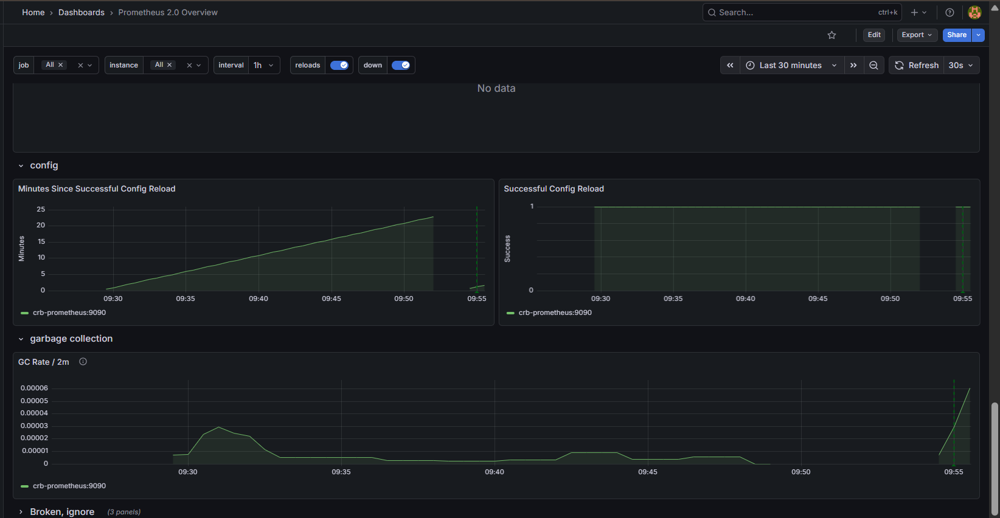 Home › Dashboards › Prometheus 2.0 Overview
Search... ctrl+k
Edit Export Share
job All instance All interval 1h reloads down Last 30 minutes Refresh 30s
No data
config
Minutes Since Successful Config Reload
25
20
15
10
5
0
Minutes
09:30 09:35 09:40 09:45 09:50 09:55
crb-prometheus:9090
Successful Config Reload
1
0
Success
09:30 09:35 09:40 09:45 09:50 09:55
crb-prometheus:9090
garbage collection
GC Rate / 2m
0.00006
0.00005
0.00004
0.00003
0.00002
0.00001
0
09:30 09:35 09:40 09:45 09:50 09:55
crb-prometheus:9090
Broken, ignore (3 panels)